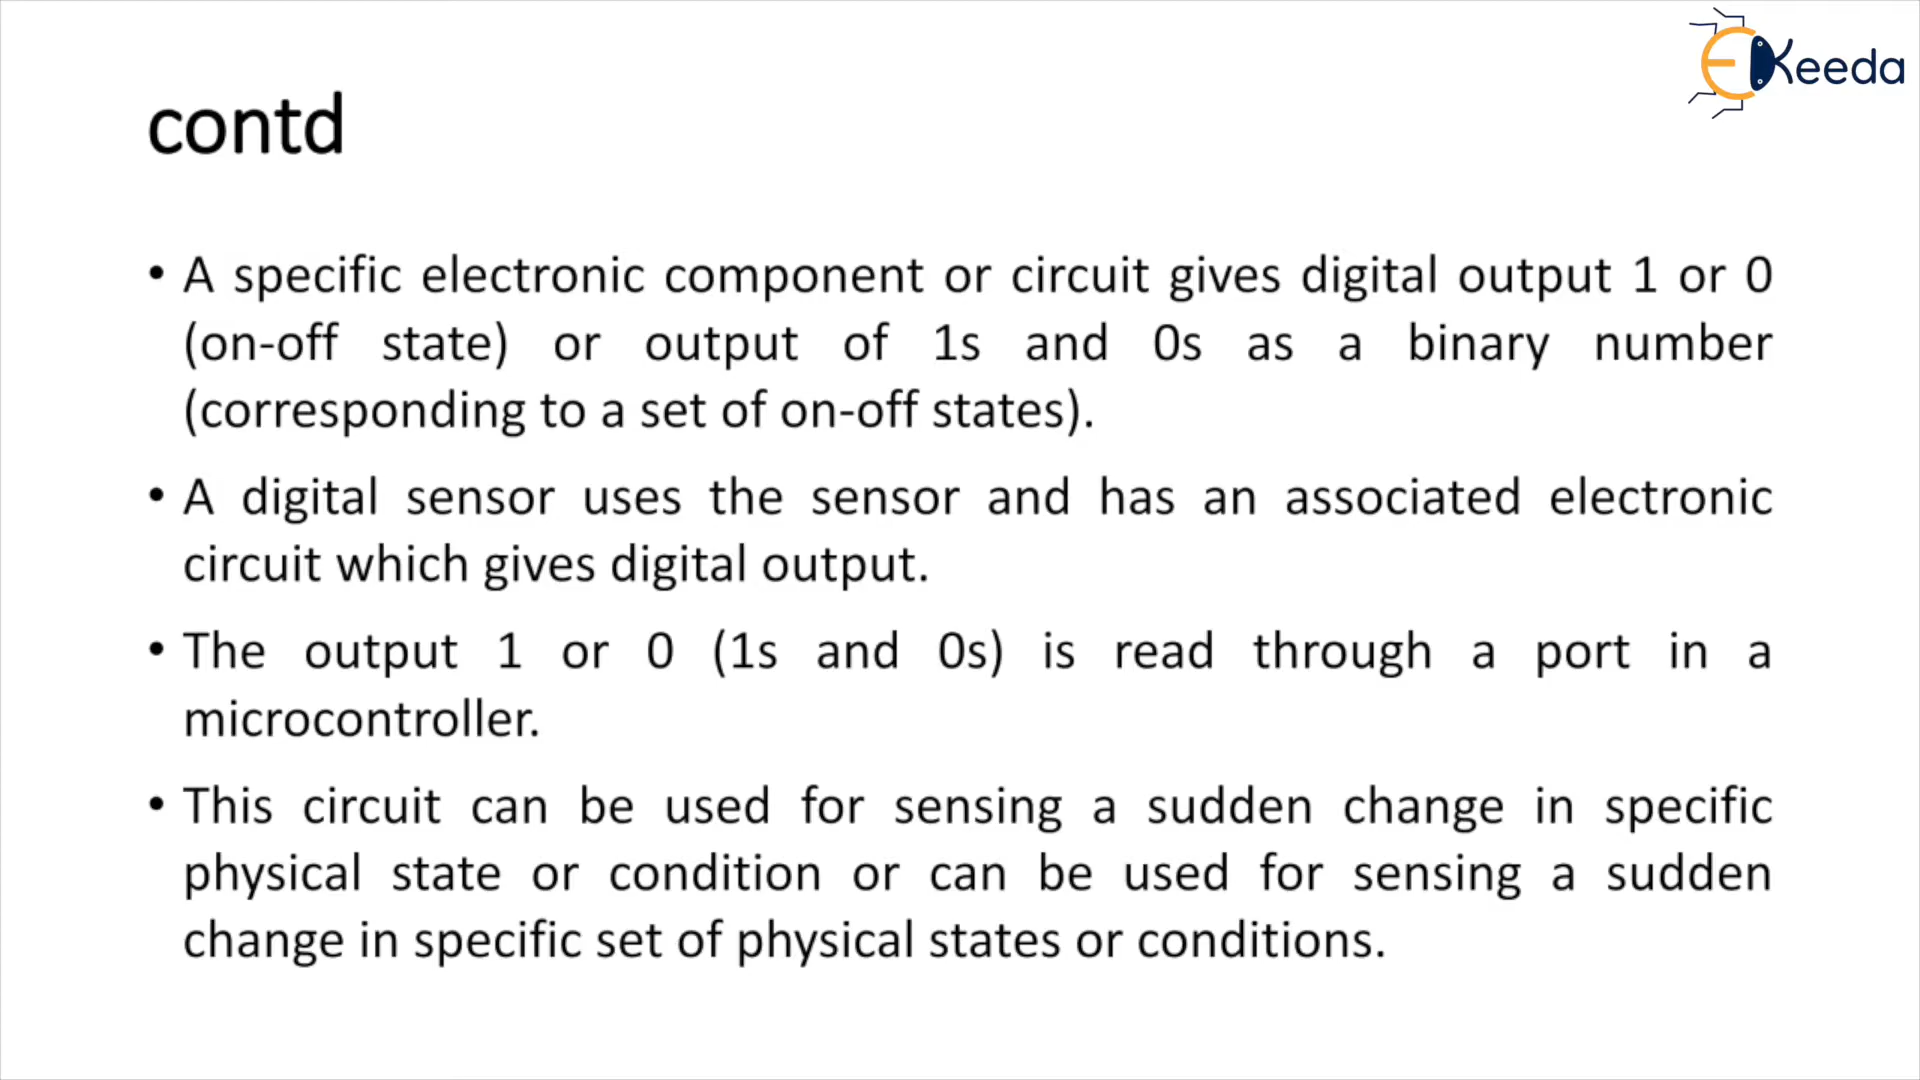 EKeeda
contd
• A specific electronic component or circuit gives digital output 1 or 0
(on-off state) or output of 1s and 0s as a binary number
(corresponding to a set of on-off states).
• A digital sensor uses the sensor and has an associated electronic
circuit which gives digital output.
• The output 1 or 0 (1s and 0s) is read through a port in a
microcontroller.
• This circuit can be used for sensing a sudden change in specific
physical state or condition or can be used for sensing a sudden
change in specific set of physical states or conditions.